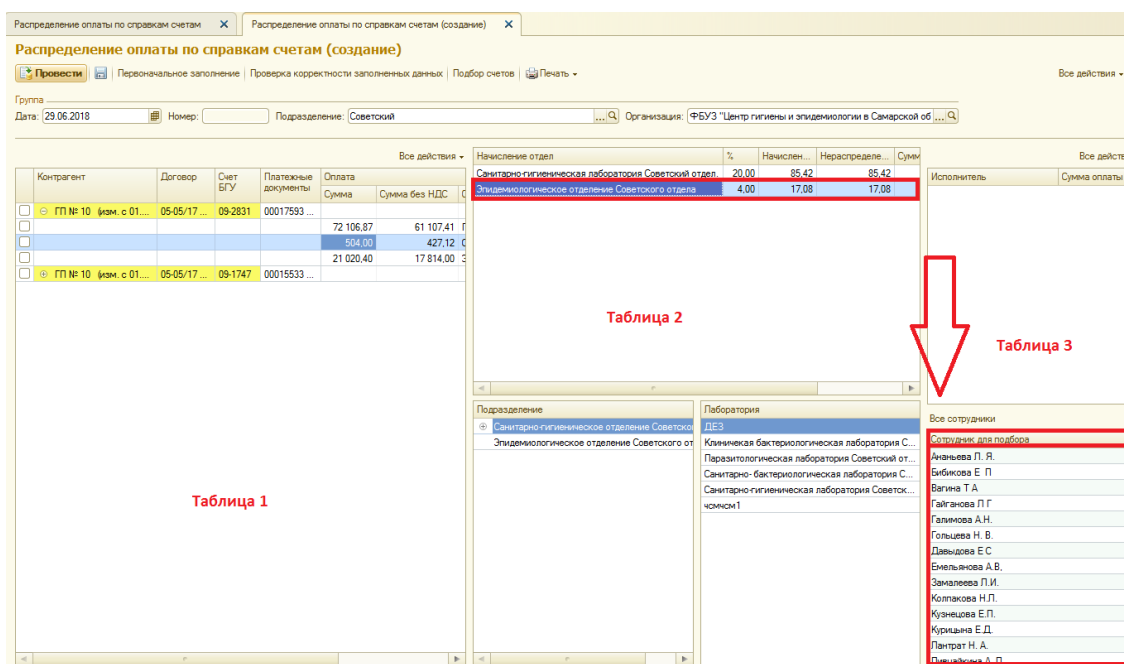 Распределение оплаты по справкам счетам X Распределение оплаты по справкам счетам (создание) X
Распределение оплаты по справкам счетам (создание)
Провести Первоначальное заполнение Проверка корректности заполненных данных Подбор счетов Печать Все действия
Группа
Дата: 29.06.2018 Номер: Подразделение: Советский ... Организация: ФБУЗ "Центр гигиены и эпидемиологии в Самарской об ...
Все действия
Контрагент Договор Счет БГУ Платежные документы Оплата
Сумма Сумма без НДС С
ГП № 10 (изм. с 01.... 05-05/17 ... 09-2831 00017593 ...
72 106,87 61 107,41
504,00 427,12
21 020,40 17 814,00
ГП № 10 (изм. с 01.... 05-05/17 ... 09-1747 00015533 ...
Таблица 1
Начисление отдел % Начислен... Нераспределе... Сумм
Санитарно-гигиеническая лаборатория Советский отдел. 20,00 85,42 85,42
Эпидемиологическое отделение Советского отдела 4,00 17,08 17,08
Таблица 2
Подразделение
Санитарно-гигиеническое отделение Советско
Эпидемиологическое отделение Советского от
Лаборатория
ДЕЗ
Клиничекая бактериологическая лаборатория С...
Паразитологическая лаборатория Советский от...
Санитарно- бактериологическая лаборатория С...
Санитарно-гигиеническая лаборатория Советск...
чсмчсм1
Все действ
Исполнитель Сумма оплаты
Таблица 3
Все сотрудники
Сотрудник для подбора
Ананьева Л. Я.
Бибикова Е П
Вагина Т А
Гайганова Л Г
Галимова А.Н.
Гольцева Н. В.
Давыдова Е С
Емельянова А.В,
Замалеева Л.И.
Колпакова Н.Л.
Кузнецова Е.П.
Курицына Е.Д.
Лантрат Н. А.